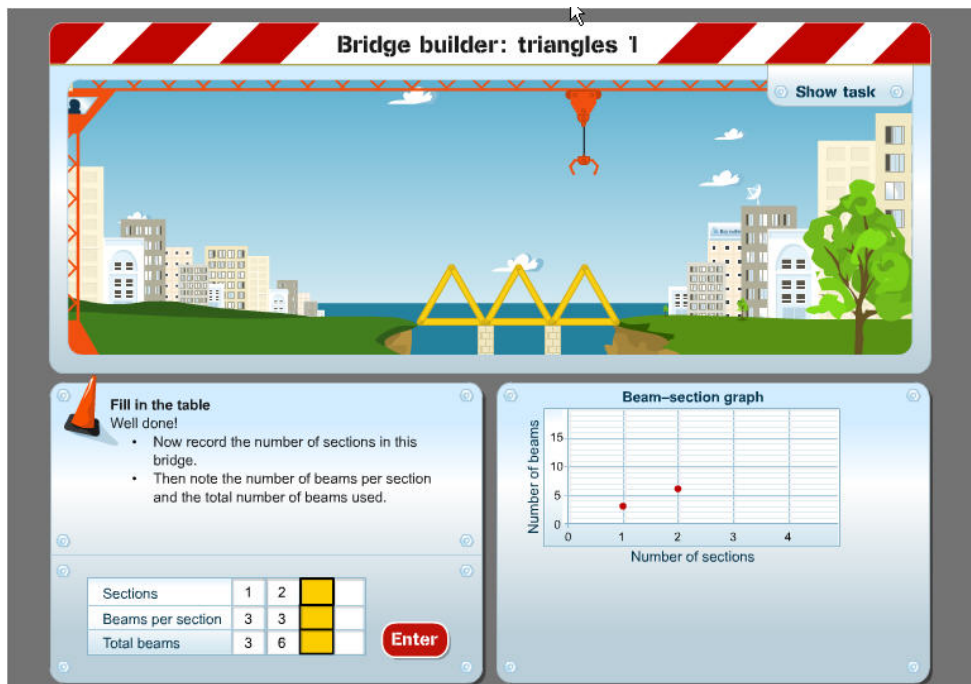 Bridge builder: triangles 1
Show task
Fill in the table
Well done!
• Now record the number of sections in this
bridge.
• Then note the number of beams per section
and the total number of beams used.
Sections 1 2
Beams per section 3 3
Total beams 3 6
Enter
Beam–section graph
Number of beams
15
10
5
0
0 1 2 3 4
Number of sections